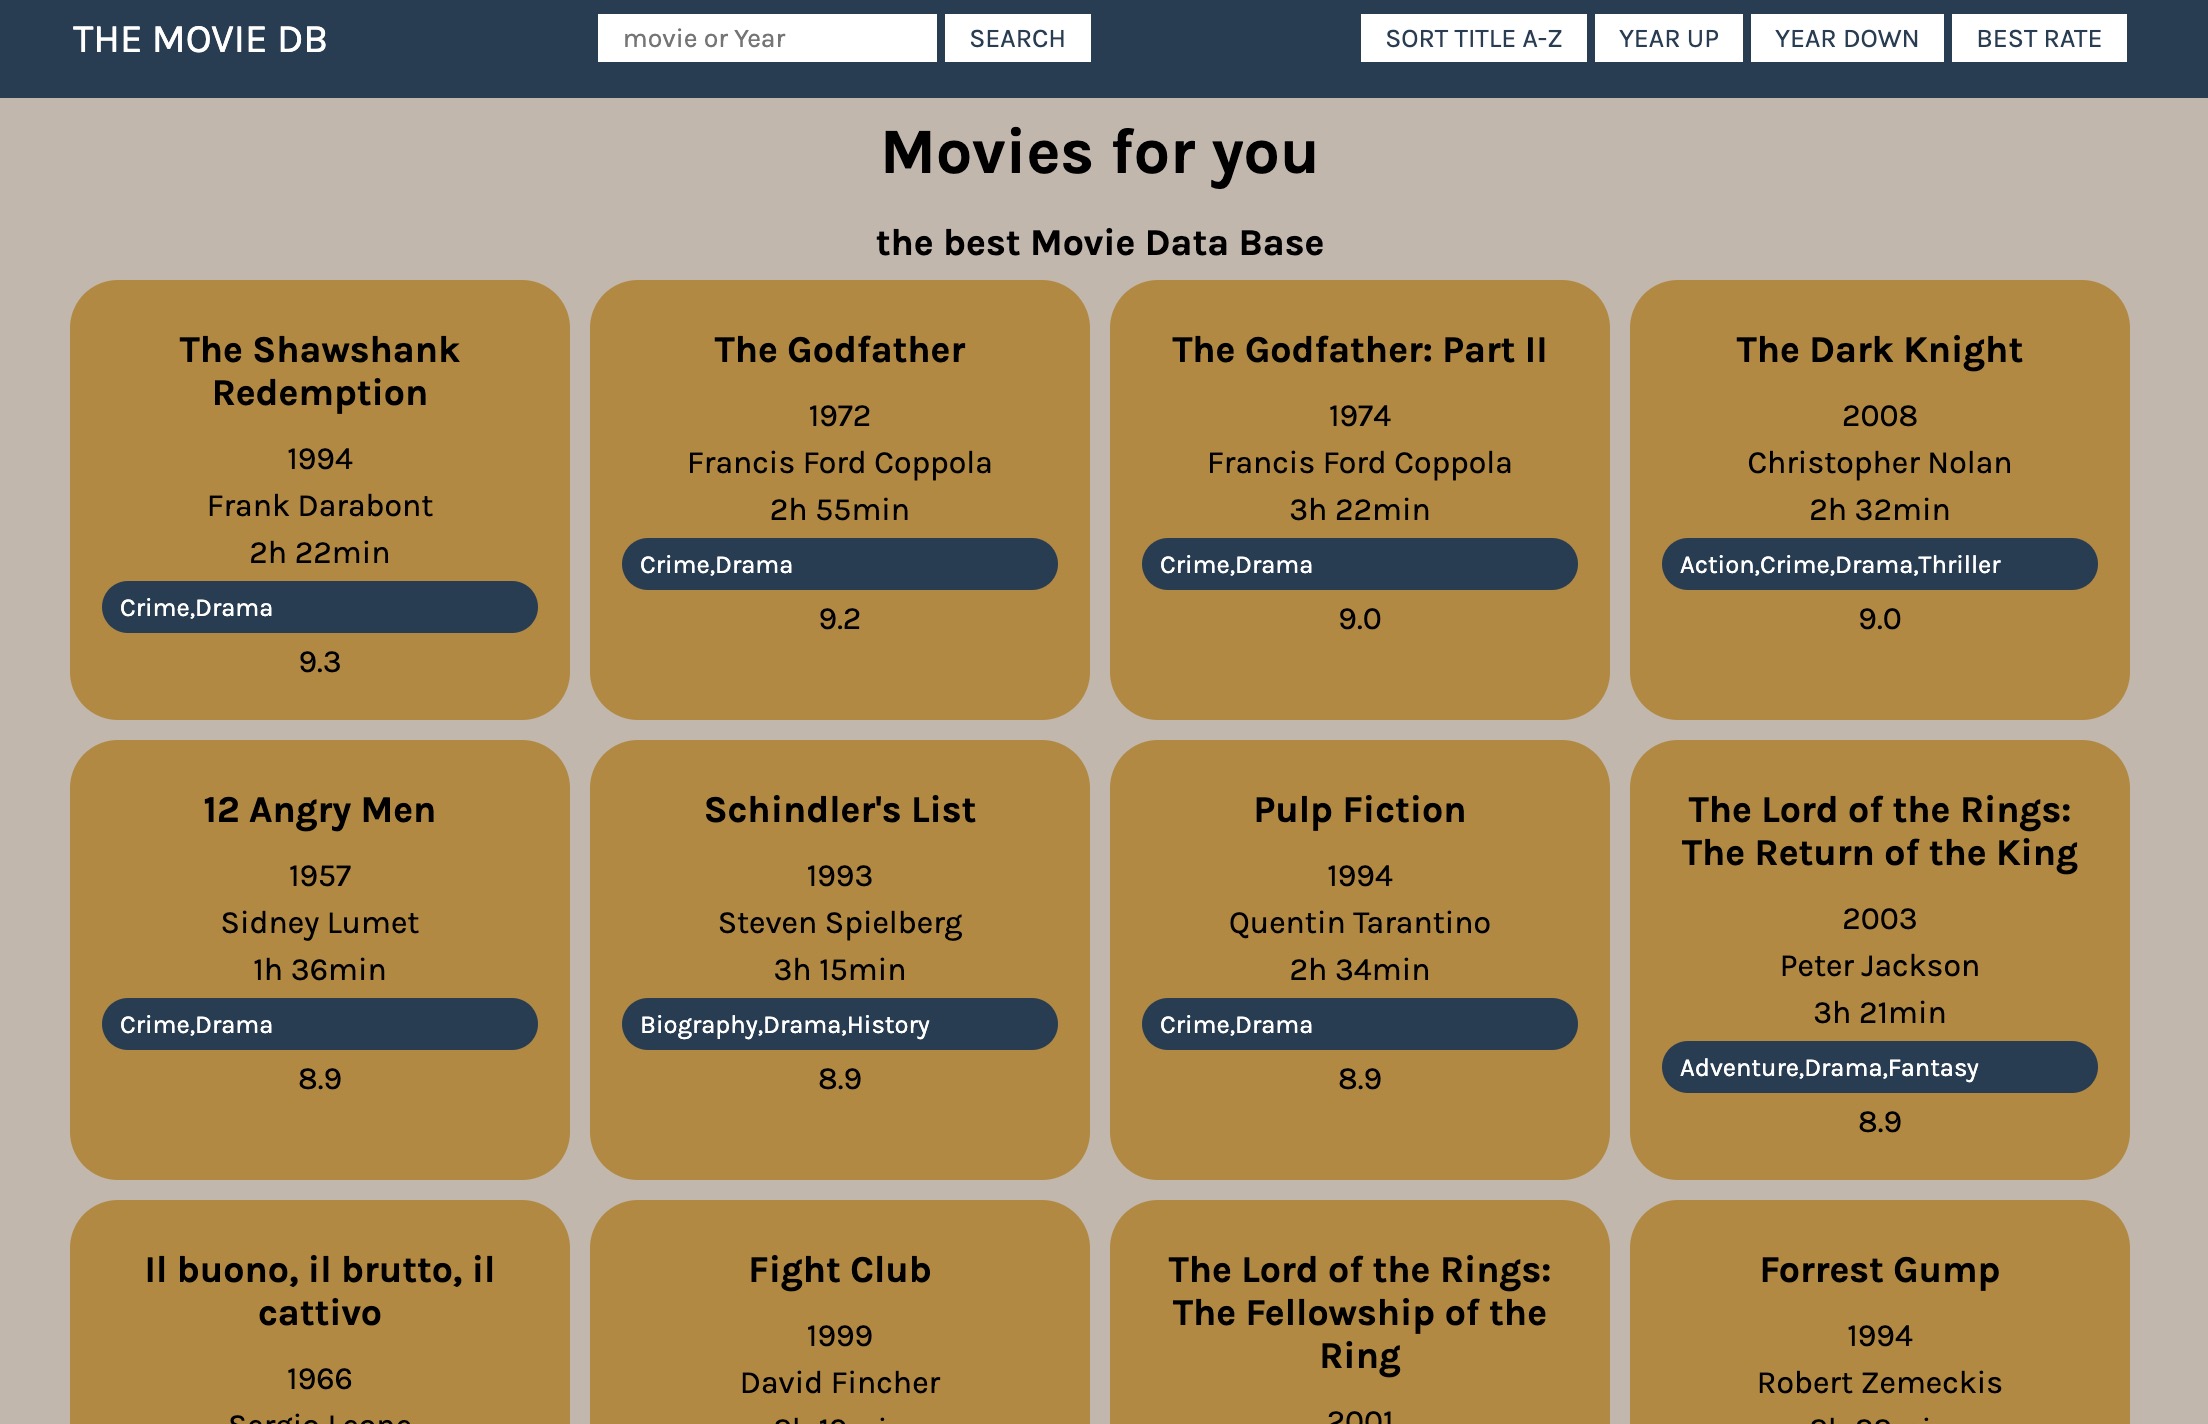 THE MOVIE DB
movie or Year
SEARCH
SORT TITLE A-Z
YEAR UP
YEAR DOWN
BEST RATE
Movies for you
the best Movie Data Base
The Shawshank
Redemption
1994
Frank Darabont
2h 22min
Crime,Drama
9.3
The Godfather
1972
Francis Ford Coppola
2h 55min
Crime,Drama
9.2
The Godfather: Part II
1974
Francis Ford Coppola
3h 22min
Crime,Drama
9.0
The Dark Knight
2008
Christopher Nolan
2h 32min
Action,Crime,Drama,Thriller
9.0
12 Angry Men
1957
Sidney Lumet
1h 36min
Crime,Drama
8.9
Schindler's List
1993
Steven Spielberg
3h 15min
Biography,Drama,History
8.9
Pulp Fiction
1994
Quentin Tarantino
2h 34min
Crime,Drama
8.9
The Lord of the Rings:
The Return of the King
2003
Peter Jackson
3h 21min
Adventure,Drama,Fantasy
8.9
Il buono, il brutto, il
cattivo
1966
Sergio Leone
Fight Club
1999
David Fincher
The Lord of the Rings:
The Fellowship of the
Ring
2001
Forrest Gump
1994
Robert Zemeckis